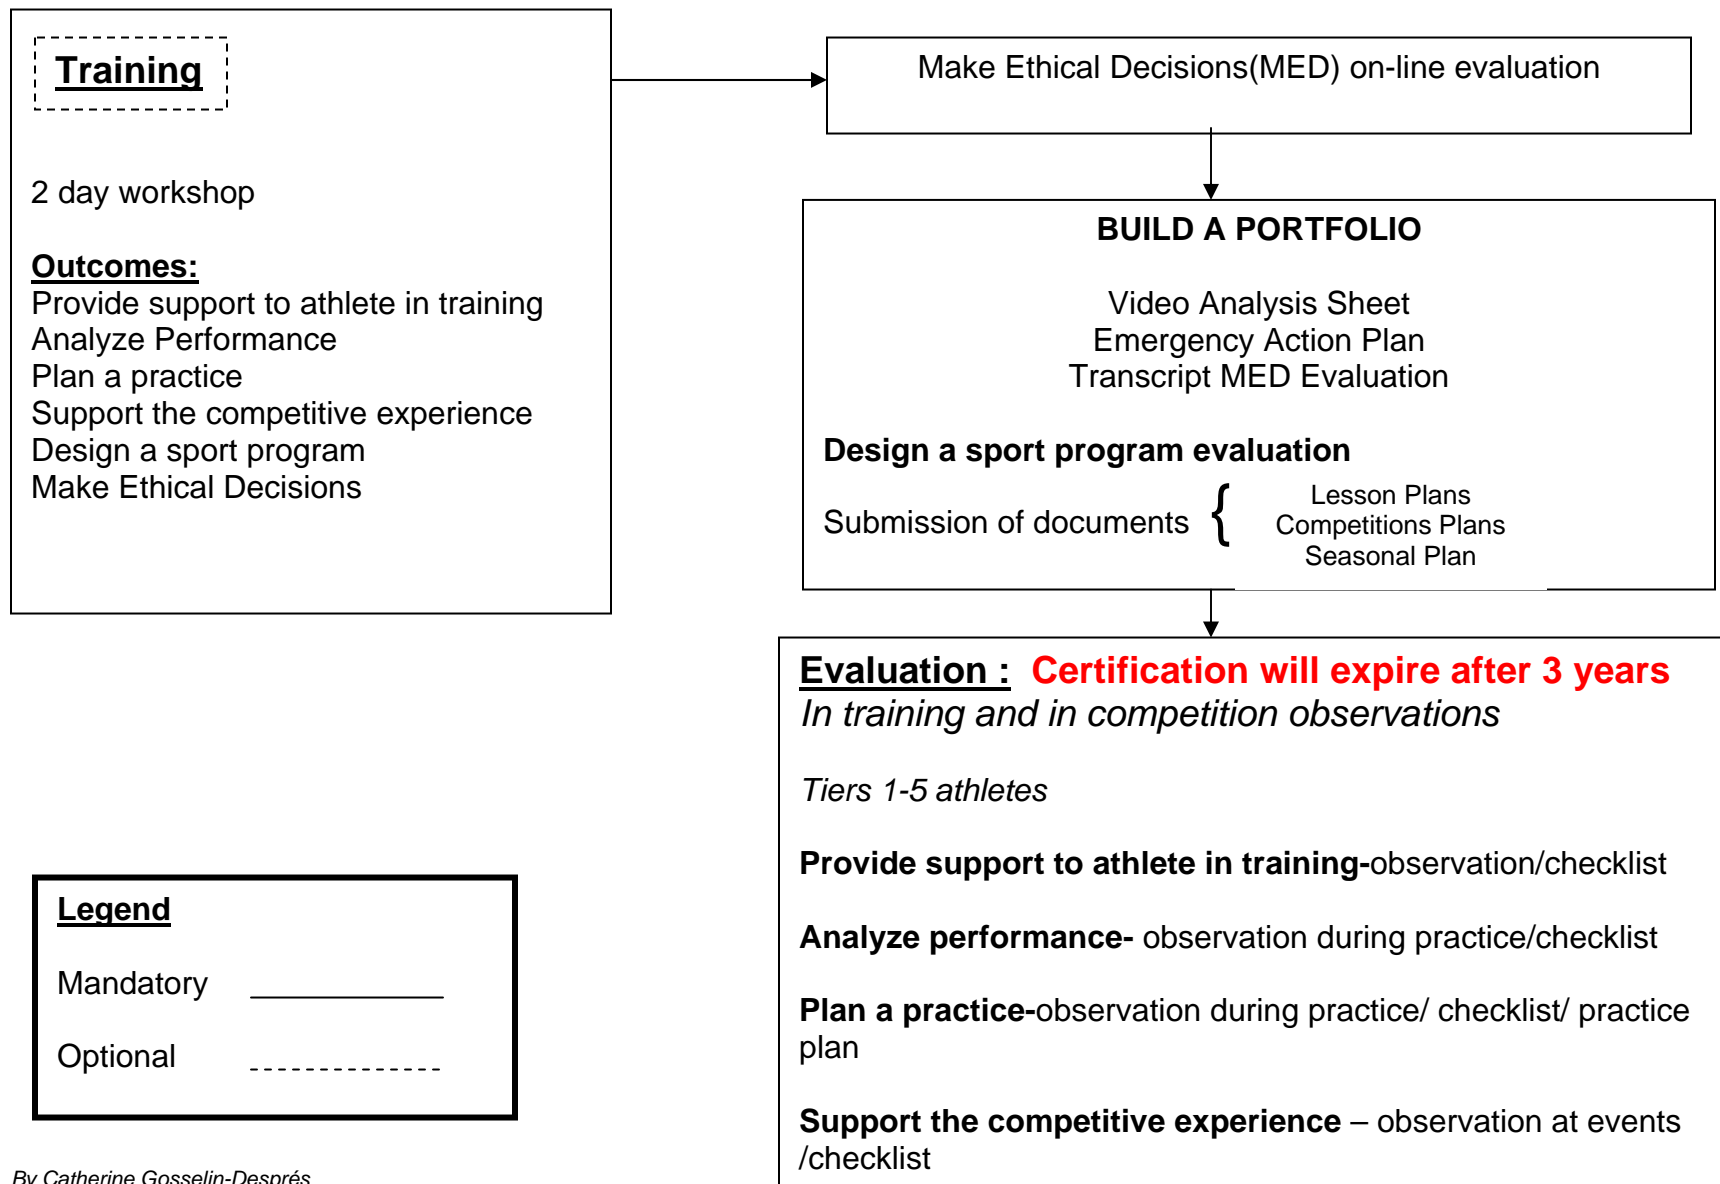 Training
2 day workshop
Outcomes:
Provide support to athlete in training
Analyze Performance
Plan a practice
Support the competitive experience
Design a sport program
Make Ethical Decisions
Make Ethical Decisions(MED) on-line evaluation
BUILD A PORTFOLIO
Video Analysis Sheet
Emergency Action Plan
Transcript MED Evaluation
Design a sport program evaluation
Submission of documents {
Lesson Plans
Competitions Plans
Seasonal Plan
Evaluation : Certification will expire after 3 years
In training and in competition observations
Tiers 1-5 athletes
Provide support to athlete in training-observation/checklist
Analyze performance- observation during practice/checklist
Plan a practice-observation during practice/ checklist/ practice
plan
Support the competitive experience – observation at events
/checklist
Legend
Mandatory
Optional
By Catherine Gosselin-Després